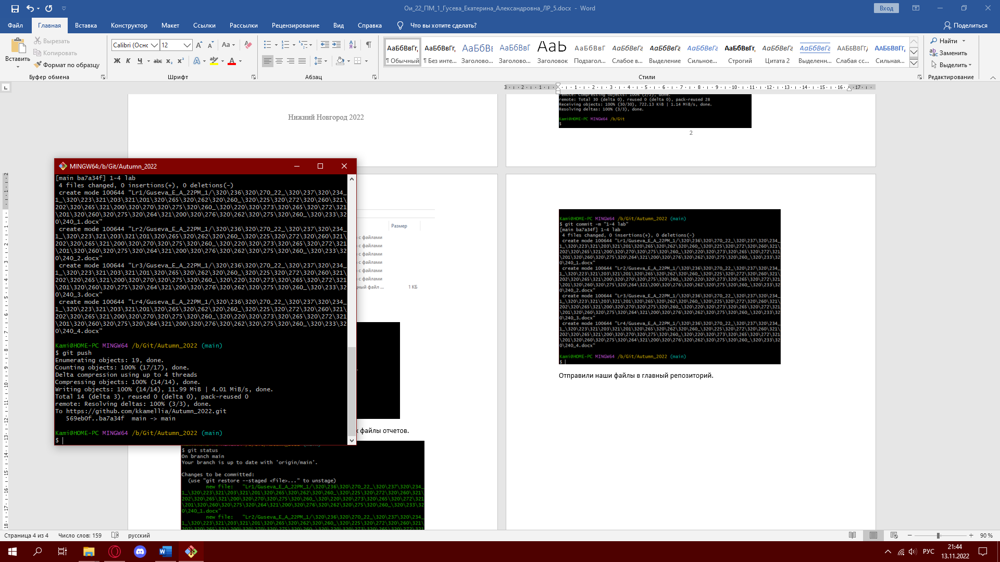 Ои_22_ПМ_1_Гусева_Екатерина_Александровна_ЛР_5.docx - Word
Вход
Файл Главная Вставка Конструктор Макет Ссылки Рассылки Рецензирование Вид Справка Что вы хотите сделать? Поделиться
Вставить
Вырезать
Копировать
Формат по образцу
Буфер обмена
Calibri (Оснс 12
Шрифт
Абзац
АаБбВвГг, АаБбВвГг, АаБбВі АаБбВвГ АаЬ АаБбВвГ АаБбВвГг АаБбВвГг АаБбВвГг АаБбВвГг, АаБбВвГг АаБбВвГг ААББВВГГ, ААББВВГГ,
¶ Обычный ¶ Без инте... Заголово... Заголово... Заголовок Подзагол... Слабое в... Выделение Сильное... Строгий Цитата 2 Выделенн... Слабая сс... Сильная...
Стили
Найти
Заменить
Выделить
Редактирование
Нижний Новгород 2022
remote: Compressing objects: 100% (2/2), done.
remote: Total 30 (delta 0), reused 0 (delta 0), pack-reused 28
Receiving objects: 100% (30/30), 722.13 KiB | 1.14 MiB/s, done.
Resolving deltas: 100% (3/3), done.
Kami@HOME-PC MINGW64 /b/Git
$
2
MINGW64:/b/Git/Autumn_2022
[main ba7a34f] 1-4 lab
4 files changed, 0 insertions(+), 0 deletions(-)
create mode 100644 "Lr1/Guseva_E_A_22PM_1/\320\236\320\270_22_\320\237\320\234_
1_\320\223\321\203\321\201\320\265\320\262\320\260_\320\225\320\272\320\260\321\
202\320\265\321\200\320\270\320\275\320\260_\320\220\320\273\320\265\320\272\321
\201\320\260\320\275\320\264\321\200\320\276\320\262\320\275\320\260_\320\233\32
0\240_1.docx"
create mode 100644 "Lr2/Guseva_E_A_22PM_1/\320\236\320\270_22_\320\237\320\234_
1_\320\223\321\203\321\201\320\265\320\262\320\260_\320\225\320\272\320\260\321\
202\320\265\321\200\320\270\320\275\320\260_\320\220\320\273\320\265\320\272\321
\201\320\260\320\275\320\264\321\200\320\276\320\262\320\275\320\260_\320\233\32
0\240_2.docx"
create mode 100644 "Lr3/Guseva_E_A_22PM_1/\320\236\320\270_22_\320\237\320\234_
1_\320\223\321\203\321\201\320\265\320\262\320\260_\320\225\320\272\320\260\321\
202\320\265\321\200\320\270\320\275\320\260_\320\220\320\273\320\265\320\272\321
\201\320\260\320\275\320\264\321\200\320\276\320\262\320\275\320\260_\320\233\32
0\240_3.docx"
create mode 100644 "Lr4/Guseva_E_A_22PM_1/\320\236\320\270_22_\320\237\320\234_
1_\320\223\321\203\321\201\320\265\320\262\320\260_\320\225\320\272\320\260\321\
202\320\265\321\200\320\270\320\275\320\260_\320\220\320\273\320\265\320\272\321
\201\320\260\320\275\320\264\321\200\320\276\320\262\320\275\320\260_\320\233\32
0\240_4.docx"
Kami@HOME-PC MINGW64 /b/Git/Autumn_2022 (main)
$ git push
Enumerating objects: 19, done.
Counting objects: 100% (17/17), done.
Delta compression using up to 4 threads
Compressing objects: 100% (14/14), done.
Writing objects: 100% (14/14), 11.99 MiB | 4.01 MiB/s, done.
Total 14 (delta 3), reused 0 (delta 0), pack-reused 0
remote: Resolving deltas: 100% (3/3), done.
To https://github.com/kkamellia/Autumn_2022.git
569eb0f..ba7a34f main -> main
Kami@HOME-PC MINGW64 /b/Git/Autumn_2022 (main)
$
Размер
с файлами
с файлами
с файлами
с файлами
с файлами
с файлами
ный файл ... 1 КБ
файлы отчетов.
$ git status
On branch main
Your branch is up to date with 'origin/main'.
Changes to be committed:
(use "git restore --staged <file>..." to unstage)
new file: "Lr1/Guseva_E_A_22PM_1/\320\236\320\270_22_\320\237\320\234_
1_\320\223\321\203\321\201\320\265\320\262\320\260_\320\225\320\272\320\260\321\
202\320\265\321\200\320\270\320\275\320\260_\320\220\320\273\320\265\320\272\321
\201\320\260\320\275\320\264\321\200\320\276\320\262\320\275\320\260_\320\233\32
0\240_1.docx"
new file: "Lr2/Guseva_E_A_22PM_1/\320\236\320\270_22_\320\237\320\234_
1_\320\223\321\203\321\201\320\265\320\262\320\260_\320\225\320\272\320\260\321\
202\320\265\321\200\320\270\320\275\320\260_\320\220\320\273\320\265\320\272\321
Kami@HOME-PC MINGW64 /b/Git/Autumn_2022 (main)
$ git commit -m "1-4 lab"
[main ba7a34f] 1-4 lab
4 files changed, 0 insertions(+), 0 deletions(-)
create mode 100644 "Lr1/Guseva_E_A_22PM_1/\320\236\320\270_22_\320\237\320\234_
1_\320\223\321\203\321\201\320\265\320\262\320\260_\320\225\320\272\320\260\321\
202\320\265\321\200\320\270\320\275\320\260_\320\220\320\273\320\265\320\272\321
\201\320\260\320\275\320\264\321\200\320\276\320\262\320\275\320\260_\320\233\32
0\240_1.docx"
create mode 100644 "Lr2/Guseva_E_A_22PM_1/\320\236\320\270_22_\320\237\320\234_
1_\320\223\321\203\321\201\320\265\320\262\320\260_\320\225\320\272\320\260\321\
202\320\265\321\200\320\270\320\275\320\260_\320\220\320\273\320\265\320\272\321
\201\320\260\320\275\320\264\321\200\320\276\320\262\320\275\320\260_\320\233\32
0\240_2.docx"
create mode 100644 "Lr3/Guseva_E_A_22PM_1/\320\236\320\270_22_\320\237\320\234_
1_\320\223\321\203\321\201\320\265\320\262\320\260_\320\225\320\272\320\260\321\
202\320\265\321\200\320\270\320\275\320\260_\320\220\320\273\320\265\320\272\321
\201\320\260\320\275\320\264\321\200\320\276\320\262\320\275\320\260_\320\233\32
0\240_3.docx"
create mode 100644 "Lr4/Guseva_E_A_22PM_1/\320\236\320\270_22_\320\237\320\234_
1_\320\223\321\203\321\201\320\265\320\262\320\260_\320\225\320\272\320\260\321\
202\320\265\321\200\320\270\320\275\320\260_\320\220\320\273\320\265\320\272\321
\201\320\260\320\275\320\264\321\200\320\276\320\262\320\275\320\260_\320\233\32
0\240_4.docx"
Kami@HOME-PC MINGW64 /b/Git/Autumn_2022 (main)
$
Отправили наши файлы в главный репозиторий.
Страница 4 из 4 Число слов: 159 русский
90 %
РУС
21:44
13.11.2022